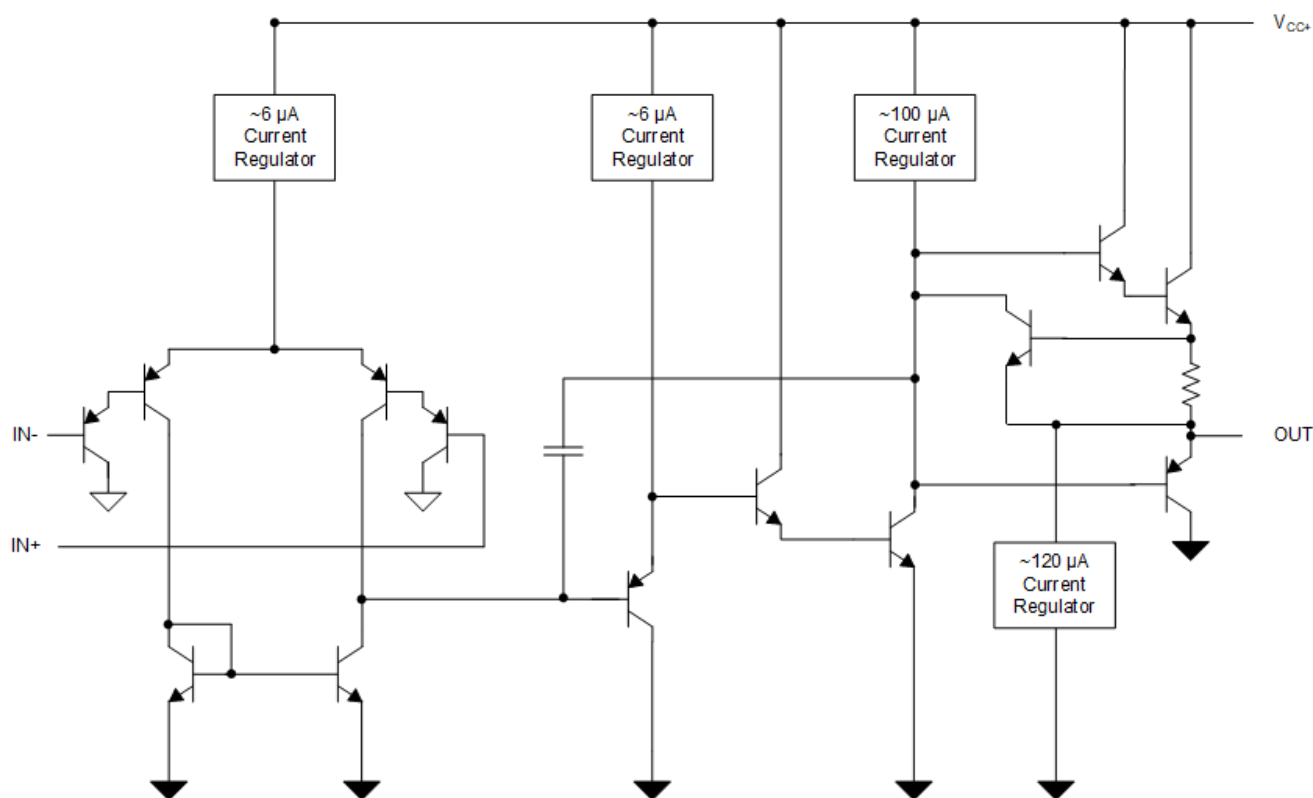 V_CC+
~6 µA
Current
Regulator
~6 µA
Current
Regulator
~100 µA
Current
Regulator
IN-
OUT
IN+
~120 µA
Current
Regulator